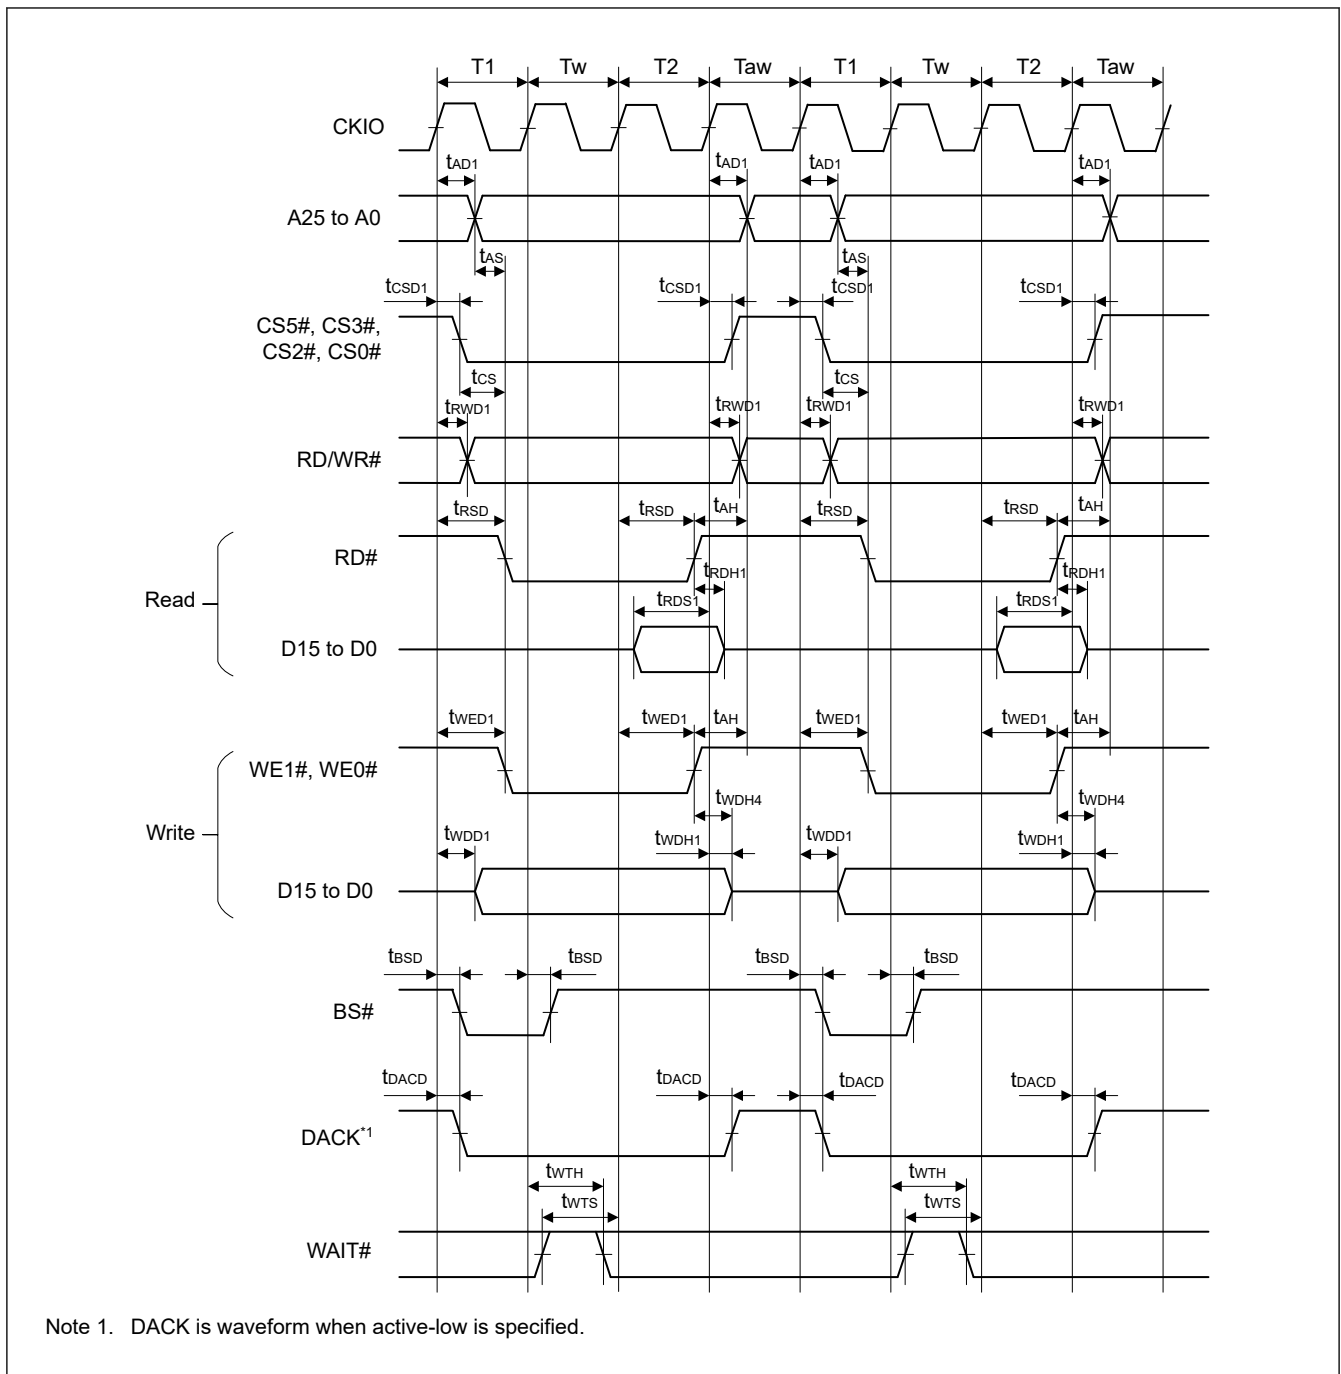 T1 Tw T2 Taw T1 Tw T2 Taw
CKIO
tAD1 tAD1 tAD1 tAD1
A25 to A0
tAS tAS
tCSD1 tCSD1 tCSD1 tCSD1
CS5#, CS3#,
CS2#, CS0#
tCS tCS
tRWD1 tRWD1 tRWD1 tRWD1
RD/WR#
tRSD tRSD tAH tRSD tRSD tAH
RD#
tRDH1 tRDH1
Read
tRDS1 tRDS1
D15 to D0
tWED1 tWED1 tAH tWED1 tWED1 tAH
WE1#, WE0#
tWDH4 tWDH4
Write
tWDD1 tWDH1 tWDD1 tWDH1
D15 to D0
tBSD tBSD tBSD tBSD
BS#
tDACD tDACD tDACD tDACD
DACK*1
tWTH tWTH
tWTS tWTS
WAIT#
Note 1. DACK is waveform when active-low is specified.